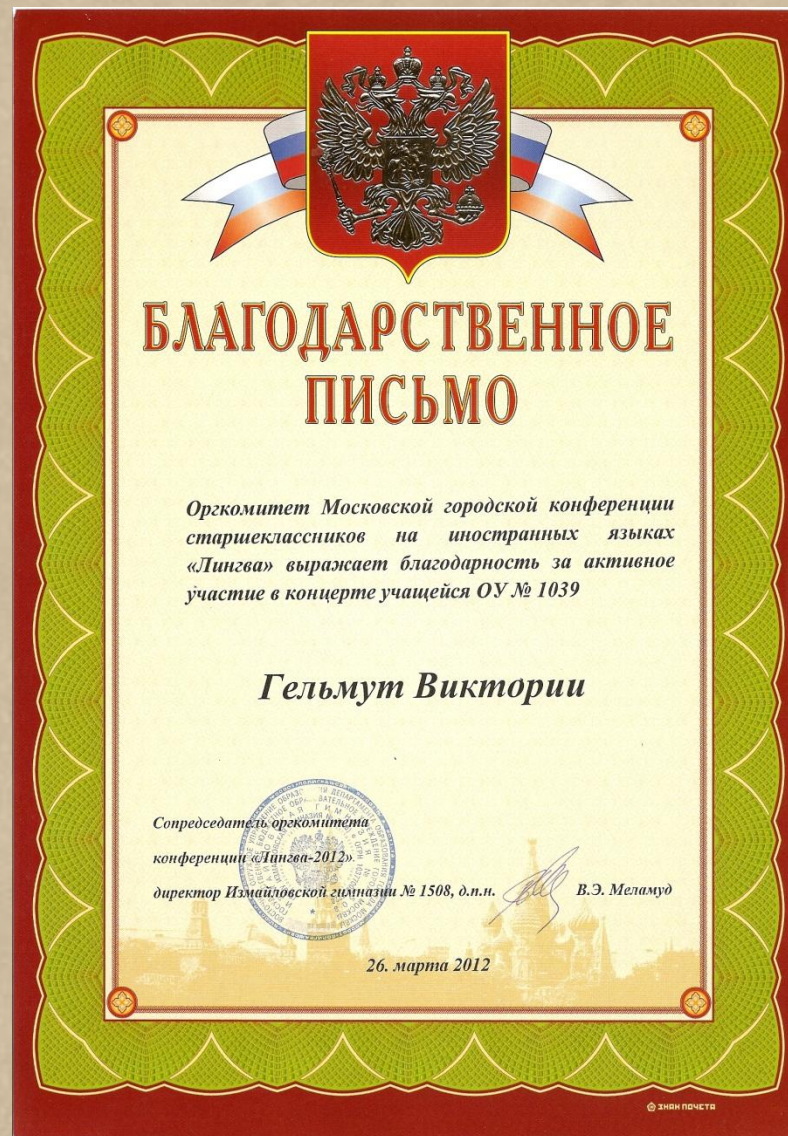 БЛАГОДАРСТВЕННОЕ
ПИСЬМО
Оргкомитет Московской городской конференции
старшеклассников на иностранных языках
«Лингва» выражает благодарность за активное
участие в концерте учащейся ОУ № 1039
Гельмут Виктории
Сопредседатель оргкомитета
конференции «Лингва-2012»
директор Измайловской гимназии № 1508, д.п.н. В.Э. Меламуд
26. марта 2012
ЗНАК ПОЧЕТА